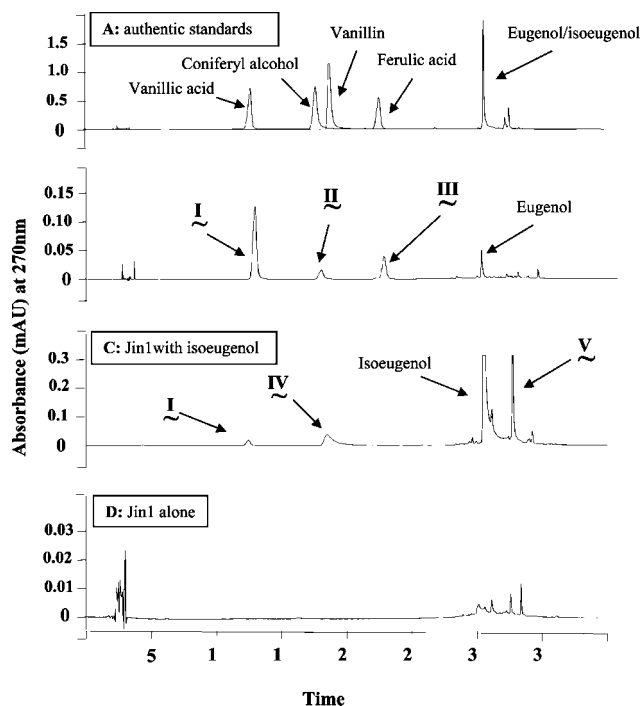 A: authentic standards
Vanillin
Eugenol/isoeugenol
Coniferyl alcohol
Ferulic acid
Vanillic acid
1.5
1.0
0.5
0
I
II
III
Eugenol
0.15
0.10
0.05
0
C: Jin1with isoeugenol
V
Isoeugenol
IV
I
0.3
0.2
0.1
0
D: Jin1 alone
0.03
0.02
0.01
0
Absorbance (mAU) at 270nm
5 1 1 2 2 3 3
Time